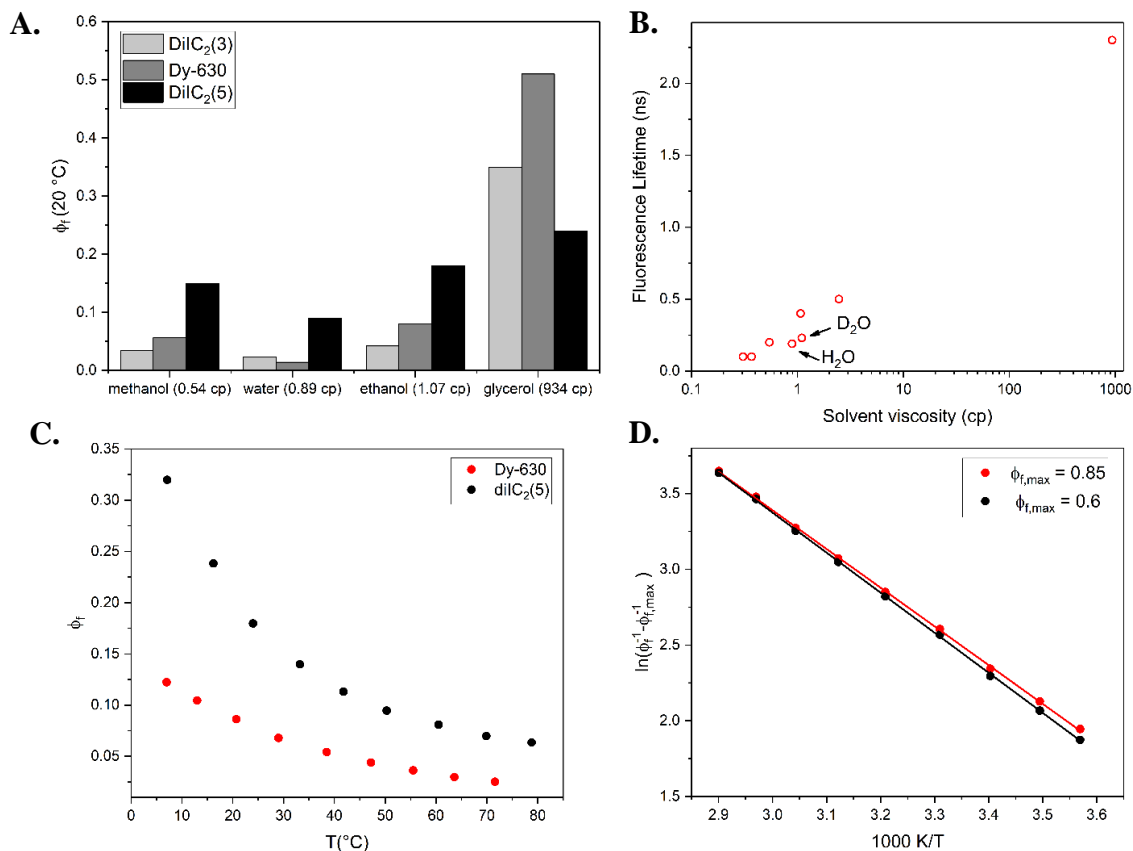 A.
0.6
0.5
0.4
0.3
0.2
0.1
0.0
ϕf (20 °C)
DiIC2(3)
Dy-630
DiIC2(5)
methanol (0.54 cp) water (0.89 cp) ethanol (1.07 cp) glycerol (934 cp)
B.
2.0
1.5
1.0
0.5
0.0
Fluorescence Lifetime (ns)
D2O
H2O
0.1 1 10 100 1000
Solvent viscosity (cp)
C.
0.35
0.30
0.25
0.20
0.15
0.10
0.05
ϕf
Dy-630
diIC2(5)
0 10 20 30 40 50 60 70 80
T(°C)
D.
3.5
3.0
2.5
2.0
1.5
ln(ϕf-1-ϕf,max-1)
ϕf,max = 0.85
ϕf,max = 0.6
2.9 3.0 3.1 3.2 3.3 3.4 3.5 3.6
1000 K/T